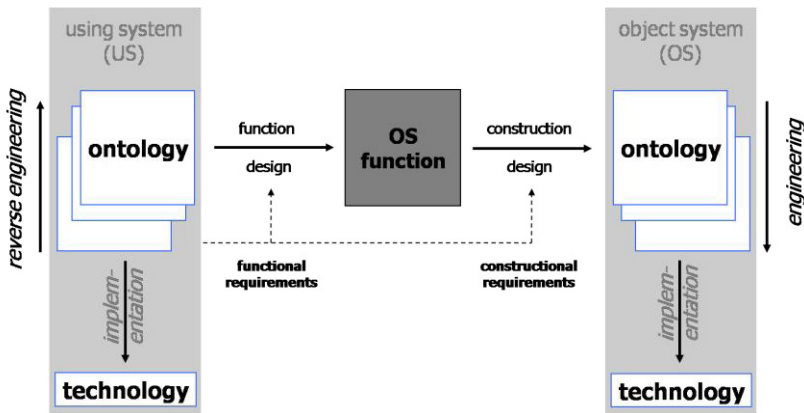 using system
(US)
object system
(OS)
reverse engineering
ontology
function
design
OS
function
construction
design
ontology
engineering
functional
requirements
constructional
requirements
implem-
entation
implem-
entation
technology
technology